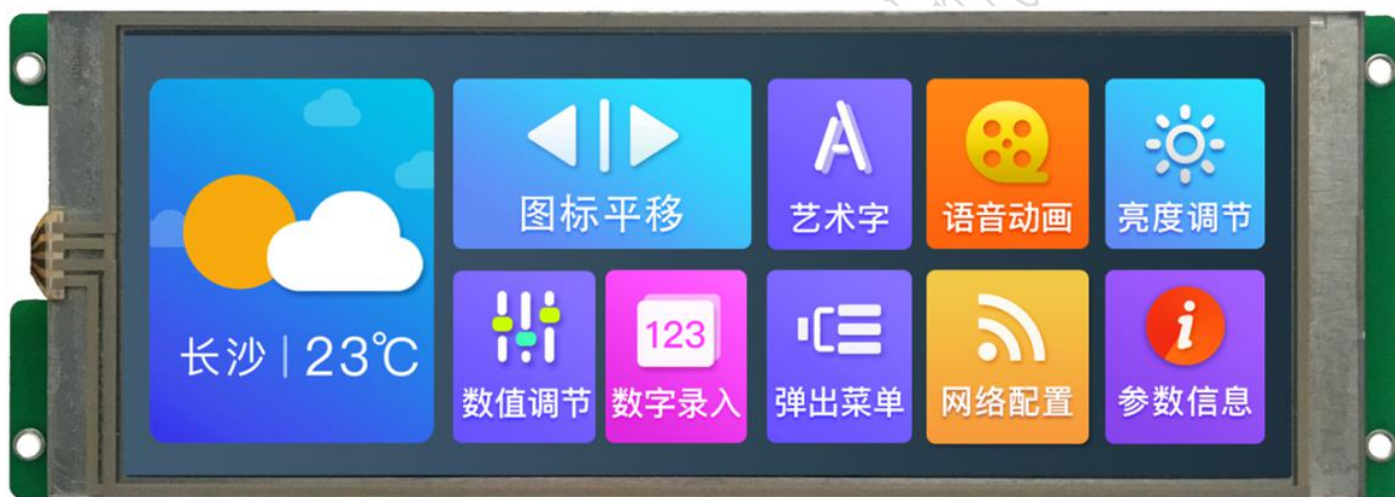 长沙|23℃
图标平移
艺术字
语音动画
亮度调节
数值调节
123
数字录入
弹出菜单
网络配置
i
参数信息